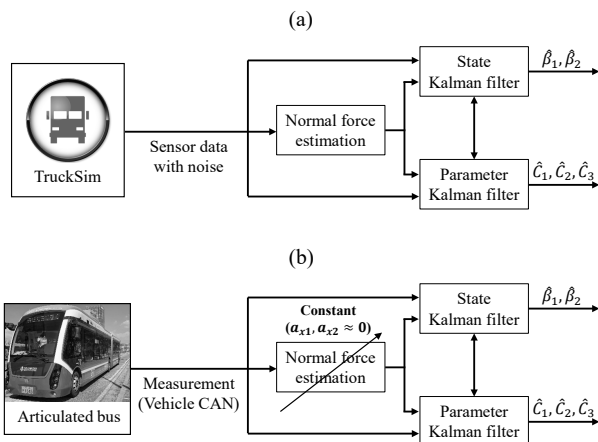 (a)
TruckSim
Sensor data
with noise
Normal force
estimation
State
Kalman filter
β̂₁, β̂₂
Parameter
Kalman filter
Ĉ₁, Ĉ₂, Ĉ₃
(b)
Articulated bus
Measurement
(Vehicle CAN)
Constant
(aₓ₁, aₓ₂ ≈ 0)
Normal force
estimation
State
Kalman filter
β̂₁, β̂₂
Parameter
Kalman filter
Ĉ₁, Ĉ₂, Ĉ₃